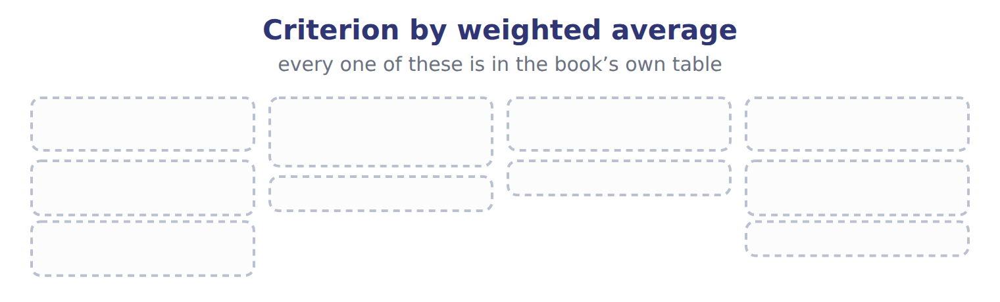 Criterion by weighted average
every one of these is in the book’s own table